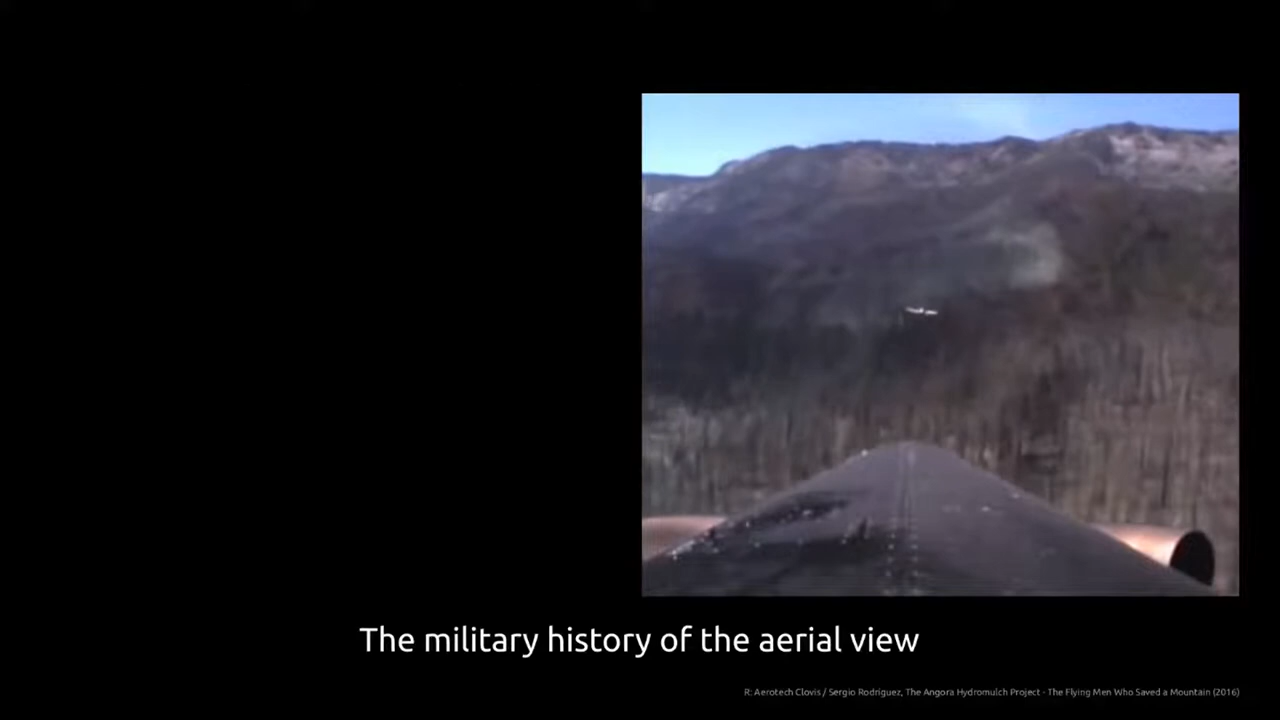 The military history of the aerial view
R: Aerotech Clovis / Sergio Rodríguez, The Angora Hydromulch Project - The Flying Men Who Saved a Mountain (2016)